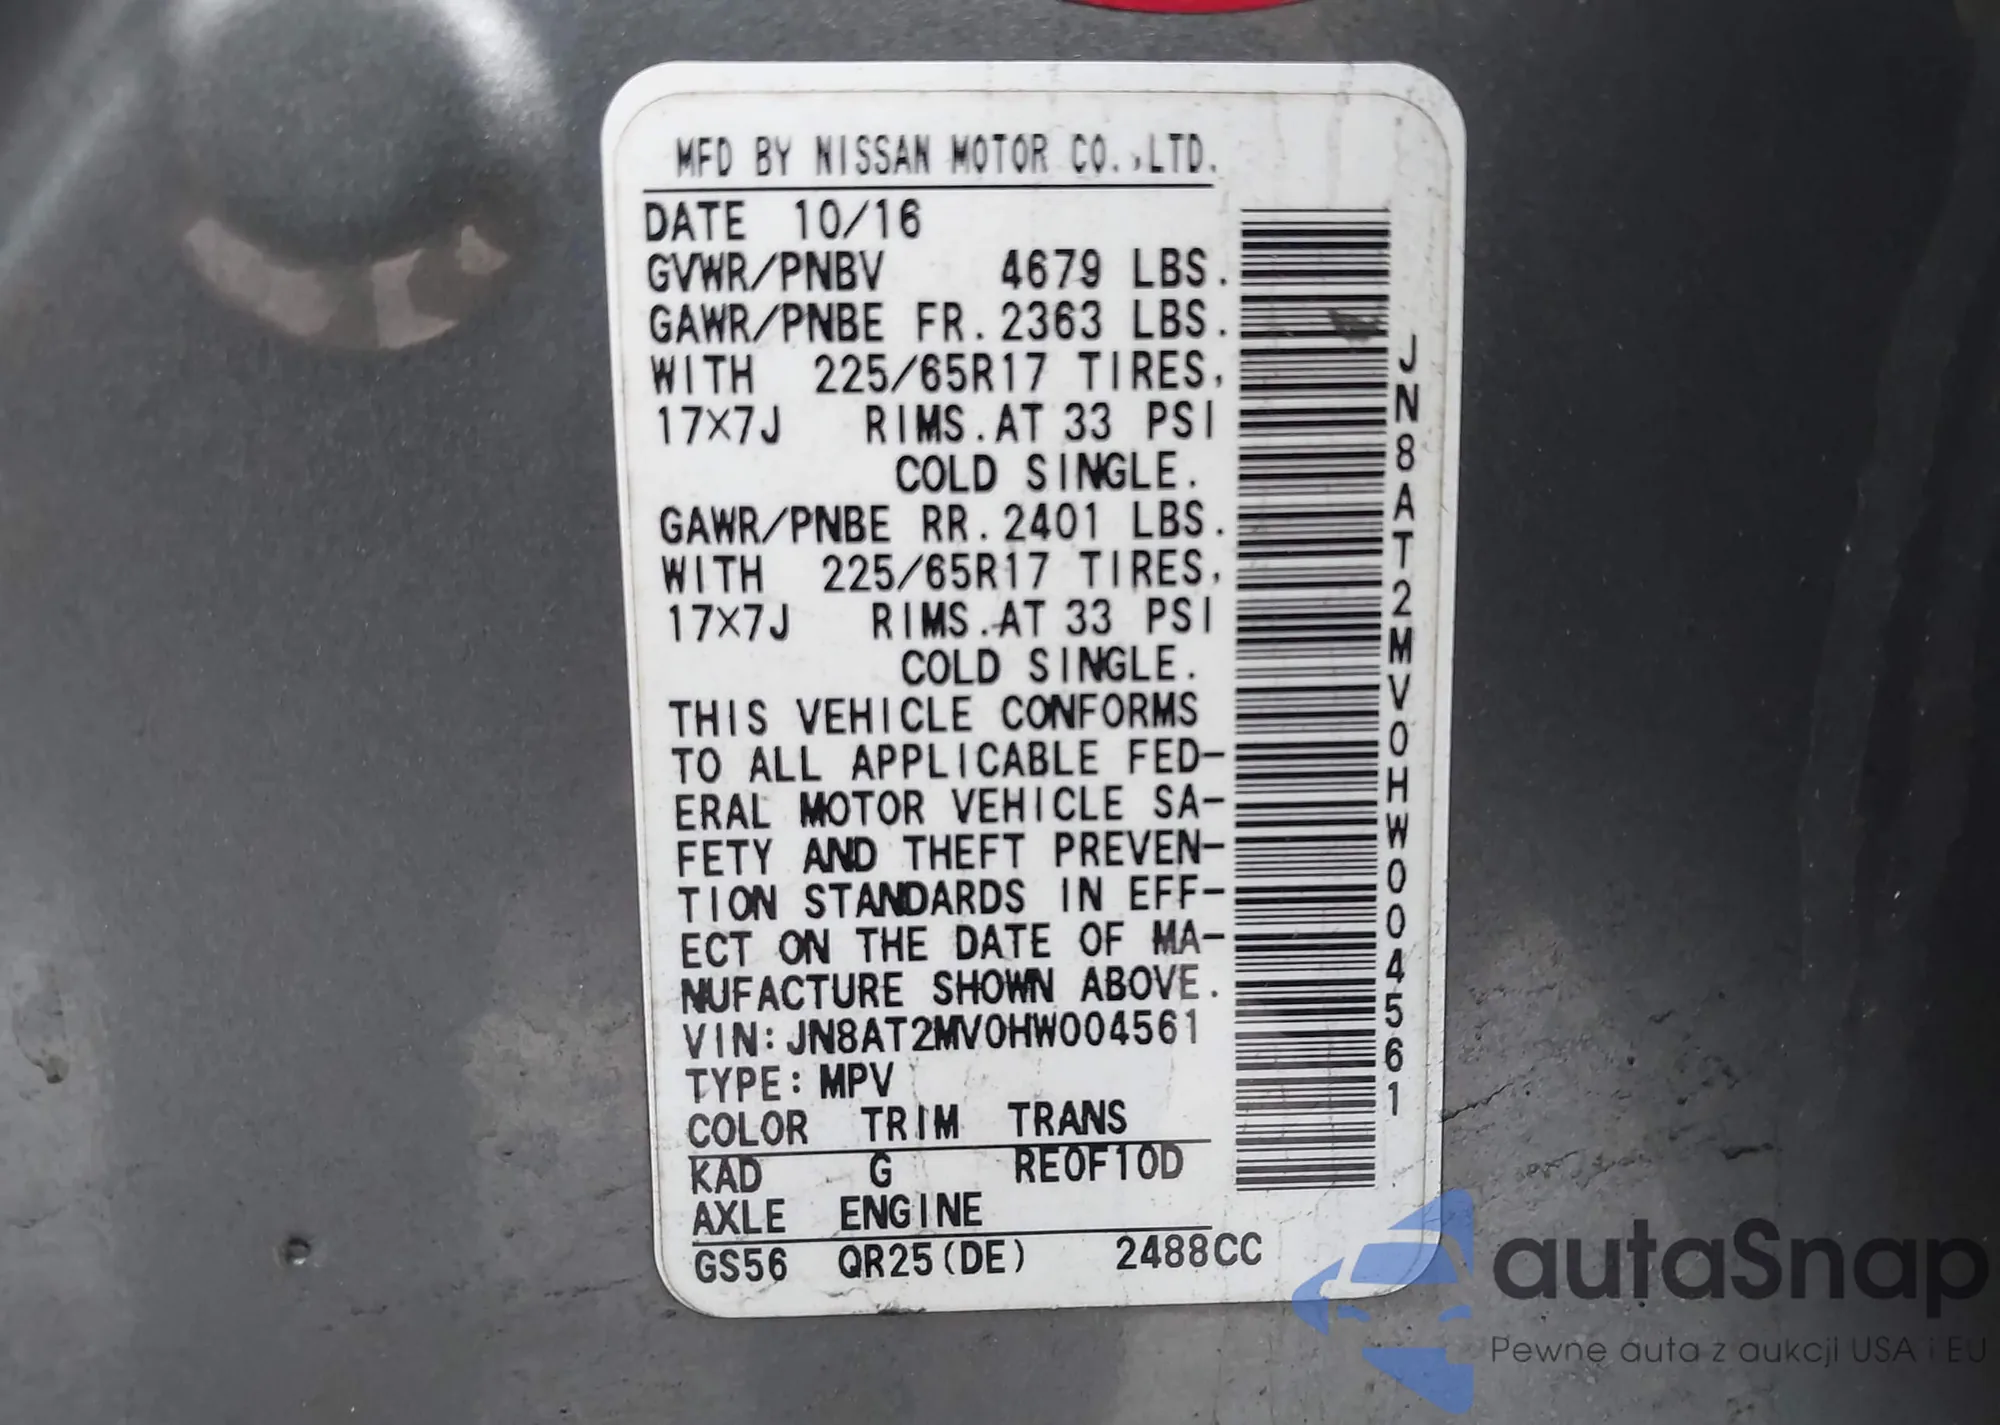 MFD BY NISSAN MOTOR CO.,LTD.
DATE 10/16
GVWR/PNBV 4679 LBS.
GAWR/PNBE FR.2363 LBS.
WITH 225/65R17 TIRES,
17X7J RIMS.AT 33 PSI
COLD SINGLE.
GAWR/PNBE RR.2401 LBS.
WITH 225/65R17 TIRES,
17X7J RIMS.AT 33 PSI
COLD SINGLE.
THIS VEHICLE CONFORMS
TO ALL APPLICABLE FED-
ERAL MOTOR VEHICLE SA-
FETY AND THEFT PREVEN-
TION STANDARDS IN EFF-
ECT ON THE DATE OF MA-
NUFACTURE SHOWN ABOVE.
VIN:JN8AT2MV0HW004561
TYPE:MPV
COLOR TRIM TRANS
KAD G RE0F10D
AXLE ENGINE
GS56 QR25(DE) 2488CC
JN8AT2MV0HW004561
autaSnap
Pewne auta z aukcji USA i EU